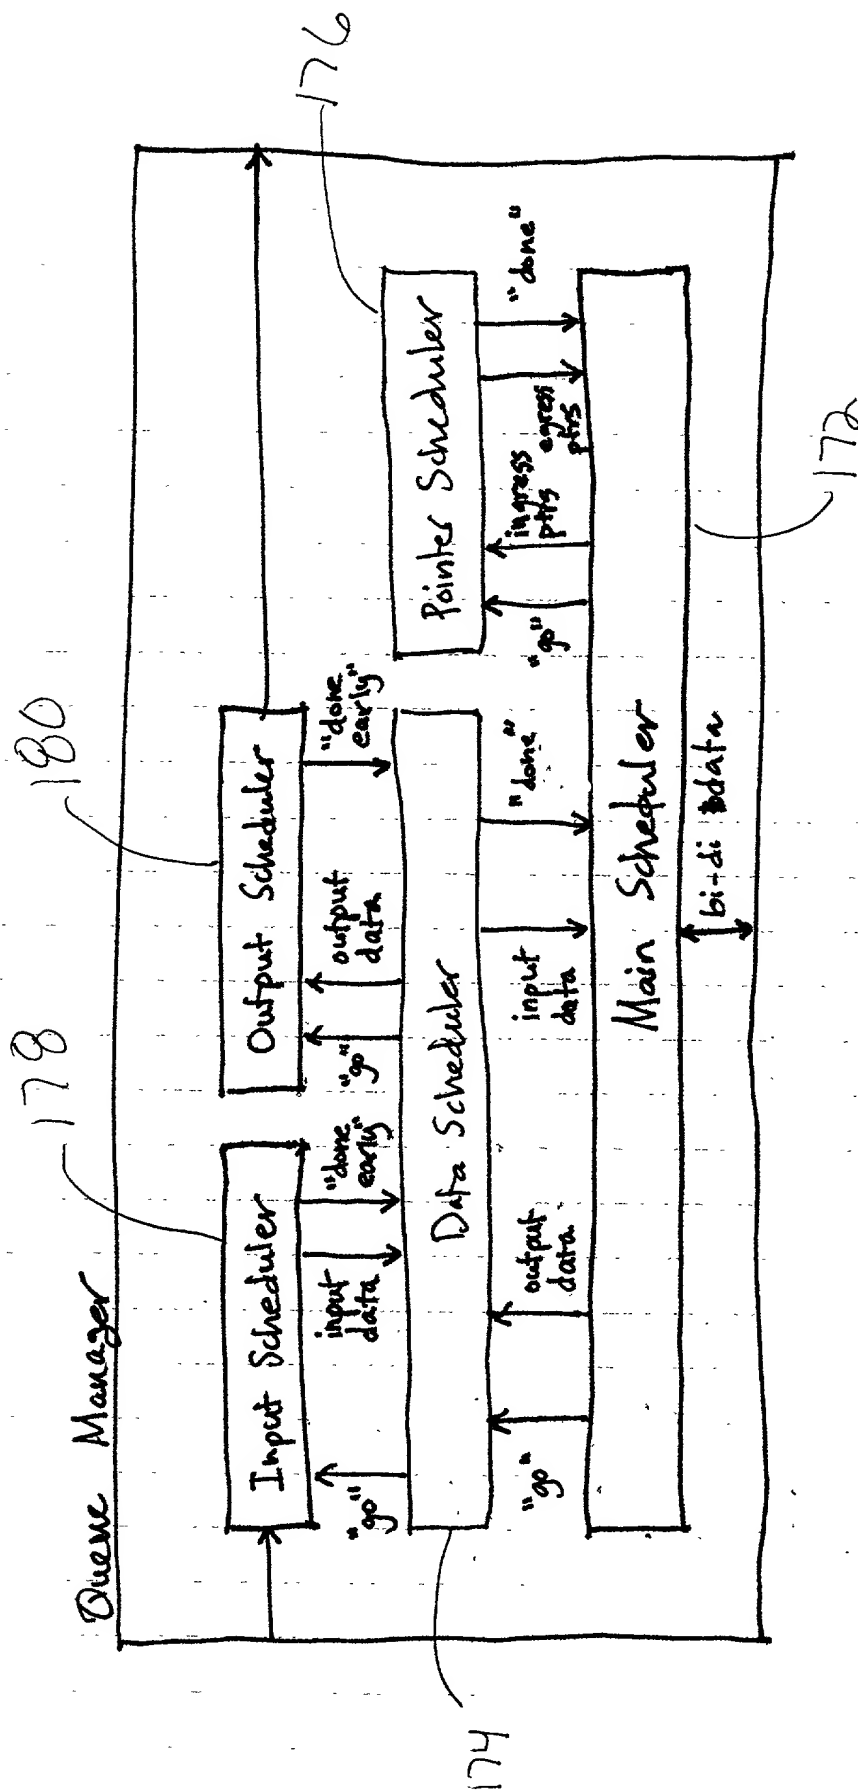 Queue Manager
178
180
176
Input Scheduler
Output Scheduler
"go"
input
data
"done
early"
"go"
output
data
"done
early"
174
Data Scheduler
Pointer Scheduler
"go"
output
data
input
data
"done"
"go"
ingress
ptrs
egress
ptrs
"done"
Main Scheduler
bi-di data
172